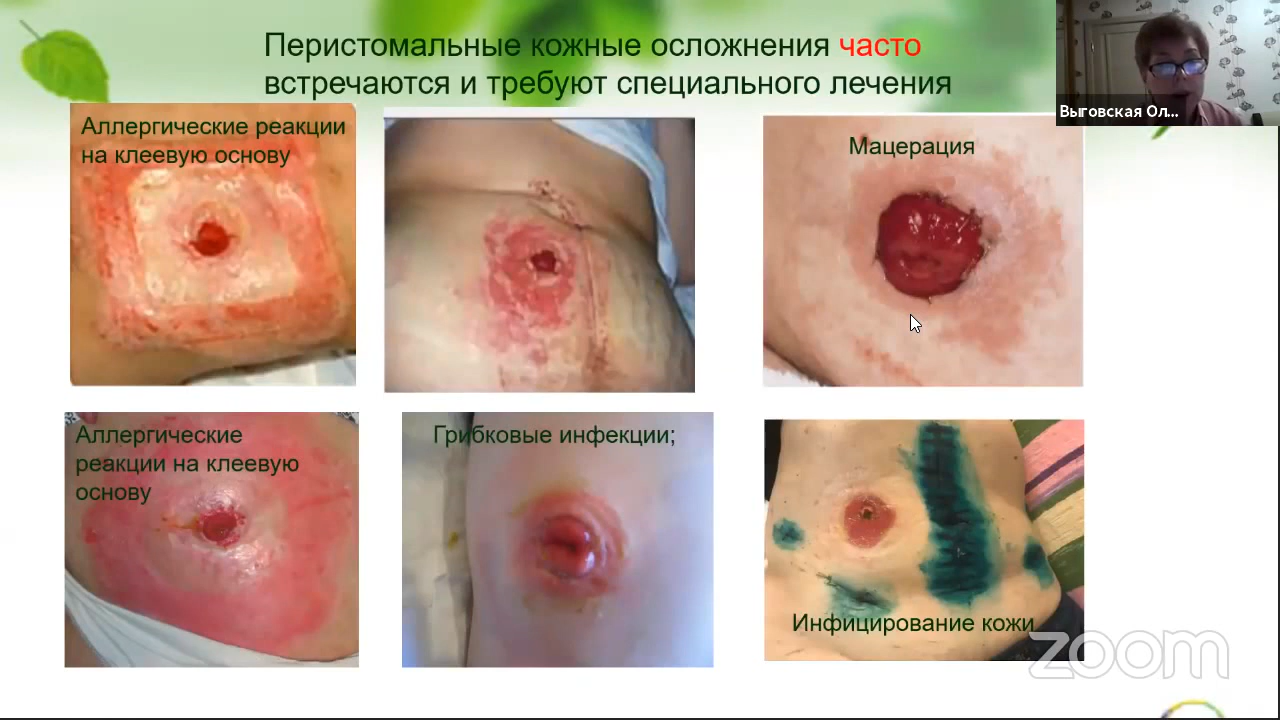 Перистомальные кожные осложнения часто
встречаются и требуют специального лечения
Выговская Ол...
Аллергические реакции
на клеевую основу
Мацерация
Аллергические
реакции на клеевую
основу
Грибковые инфекции;
Инфицирование кожи
zoom